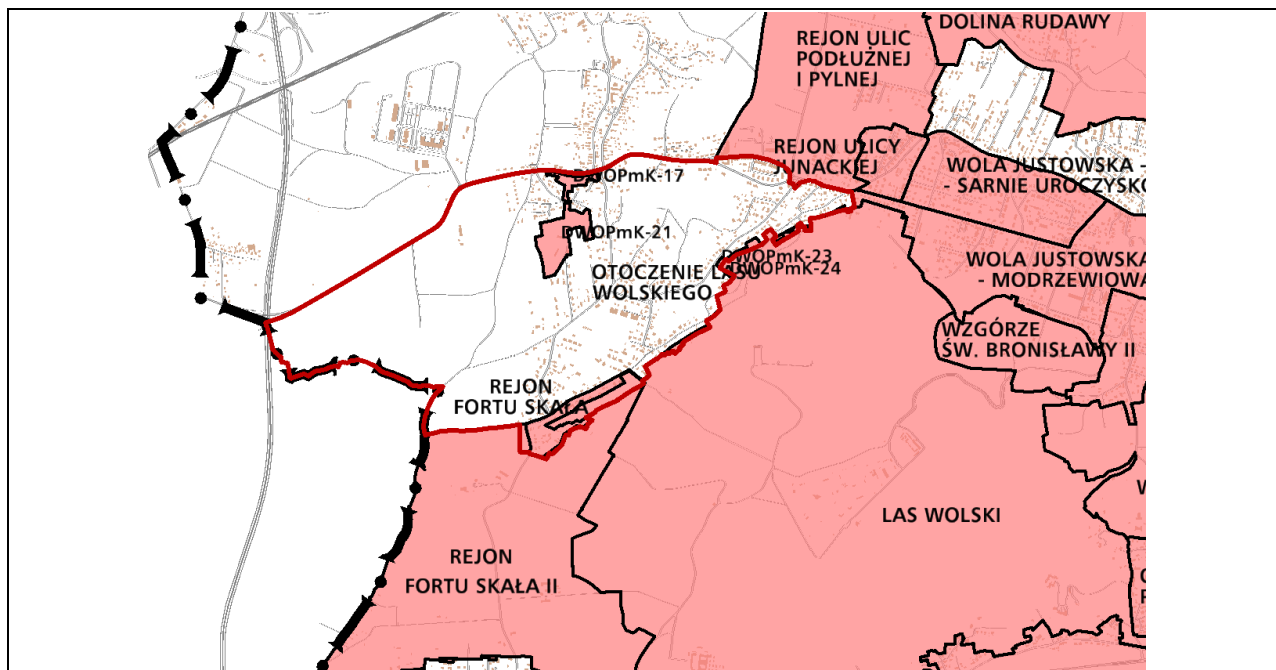 DOLINA RUDAWY
REJON ULIC
PODŁUŻNEJ
I PYLNEJ
REJON ULICY
JUNACKIEJ
WOLA JUSTOWSKA -
- SARNIE UROCZYSKO
DWOPmK-17
DWOPmK-21
DWOPmK-23
DWOPmK-24
OTOCZENIE LASU
WOLSKIEGO
WOLA JUSTOWSKA
- MODRZEWIOWA
WZGÓRZE
ŚW. BRONISŁAWY II
REJON
FORTU SKAŁA
LAS WOLSKI
REJON
FORTU SKAŁA II